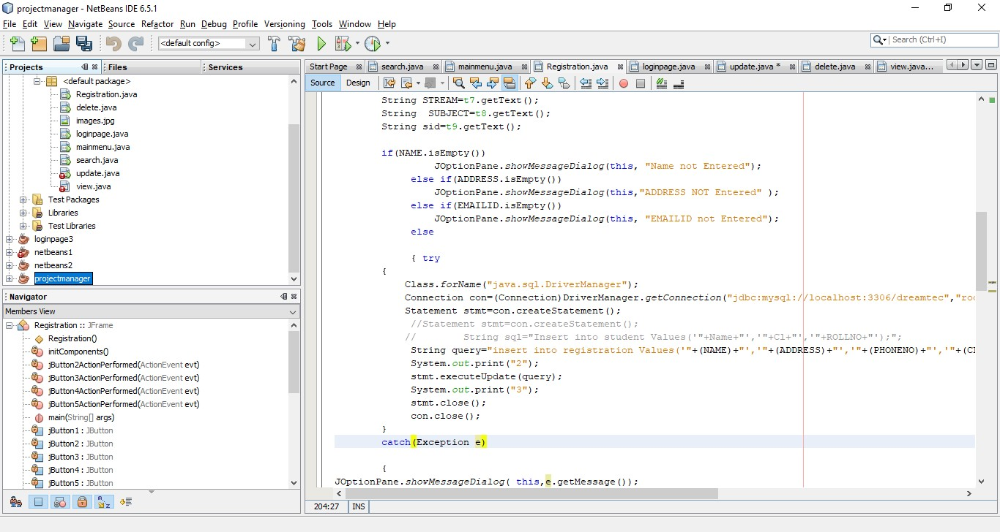 projectmanager - NetBeans IDE 6.5.1
File Edit View Navigate Source Refactor Run Debug Profile Versioning Tools Window Help
<default config>
Search (Ctrl+I)
Projects
Files
Services
<default package>
Registration.java
delete.java
images.jpg
loginpage.java
mainmenu.java
search.java
update.java
view.java
Test Packages
Libraries
Test Libraries
loginpage3
netbeans1
netbeans2
projectmanager
Navigator
Members View
Registration :: JFrame
Registration()
initComponents()
jButton2ActionPerformed(ActionEvent evt)
jButton3ActionPerformed(ActionEvent evt)
jButton4ActionPerformed(ActionEvent evt)
jButton5ActionPerformed(ActionEvent evt)
main(String[] args)
jButton1 : JButton
jButton2 : JButton
jButton3 : JButton
jButton4 : JButton
jButton5 : JButton
Start Page search.java mainmenu.java Registration.java loginpage.java update.java * delete.java view.java...
Source Design
String STREAM=t7.getText();
String  SUBJECT=t8.getText();
String sid=t9.getText();
if(NAME.isEmpty())
JOptionPane.showMessageDialog(this, "Name not Entered");
else if(ADDRESS.isEmpty())
JOptionPane.showMessageDialog(this,"ADDRESS NOT Entered" );
else if(EMAILID.isEmpty())
JOptionPane.showMessageDialog(this, "EMAILID not Entered");
else
{ try
{
Class.forName("java.sql.DriverManager");
Connection con=(Connection)DriverManager.getConnection("jdbc:mysql://localhost:3306/dreamtec","roo
Statement stmt=con.createStatement();
//Statement stmt=con.createStatement();
//        String sql="Insert into student Values('"+Name+"','"+Cl+"','"+ROLLNO+"');";
String query="insert into registration Values('"+(NAME)+"','"+(ADDRESS)+"','"+(PHONENO)+"','"+(Cl
System.out.print("2");
stmt.executeUpdate(query);
System.out.print("3");
stmt.close();
con.close();
}
catch(Exception e)
{
JOptionPane.showMessageDialog( this,e.getMessage());
204:27 INS